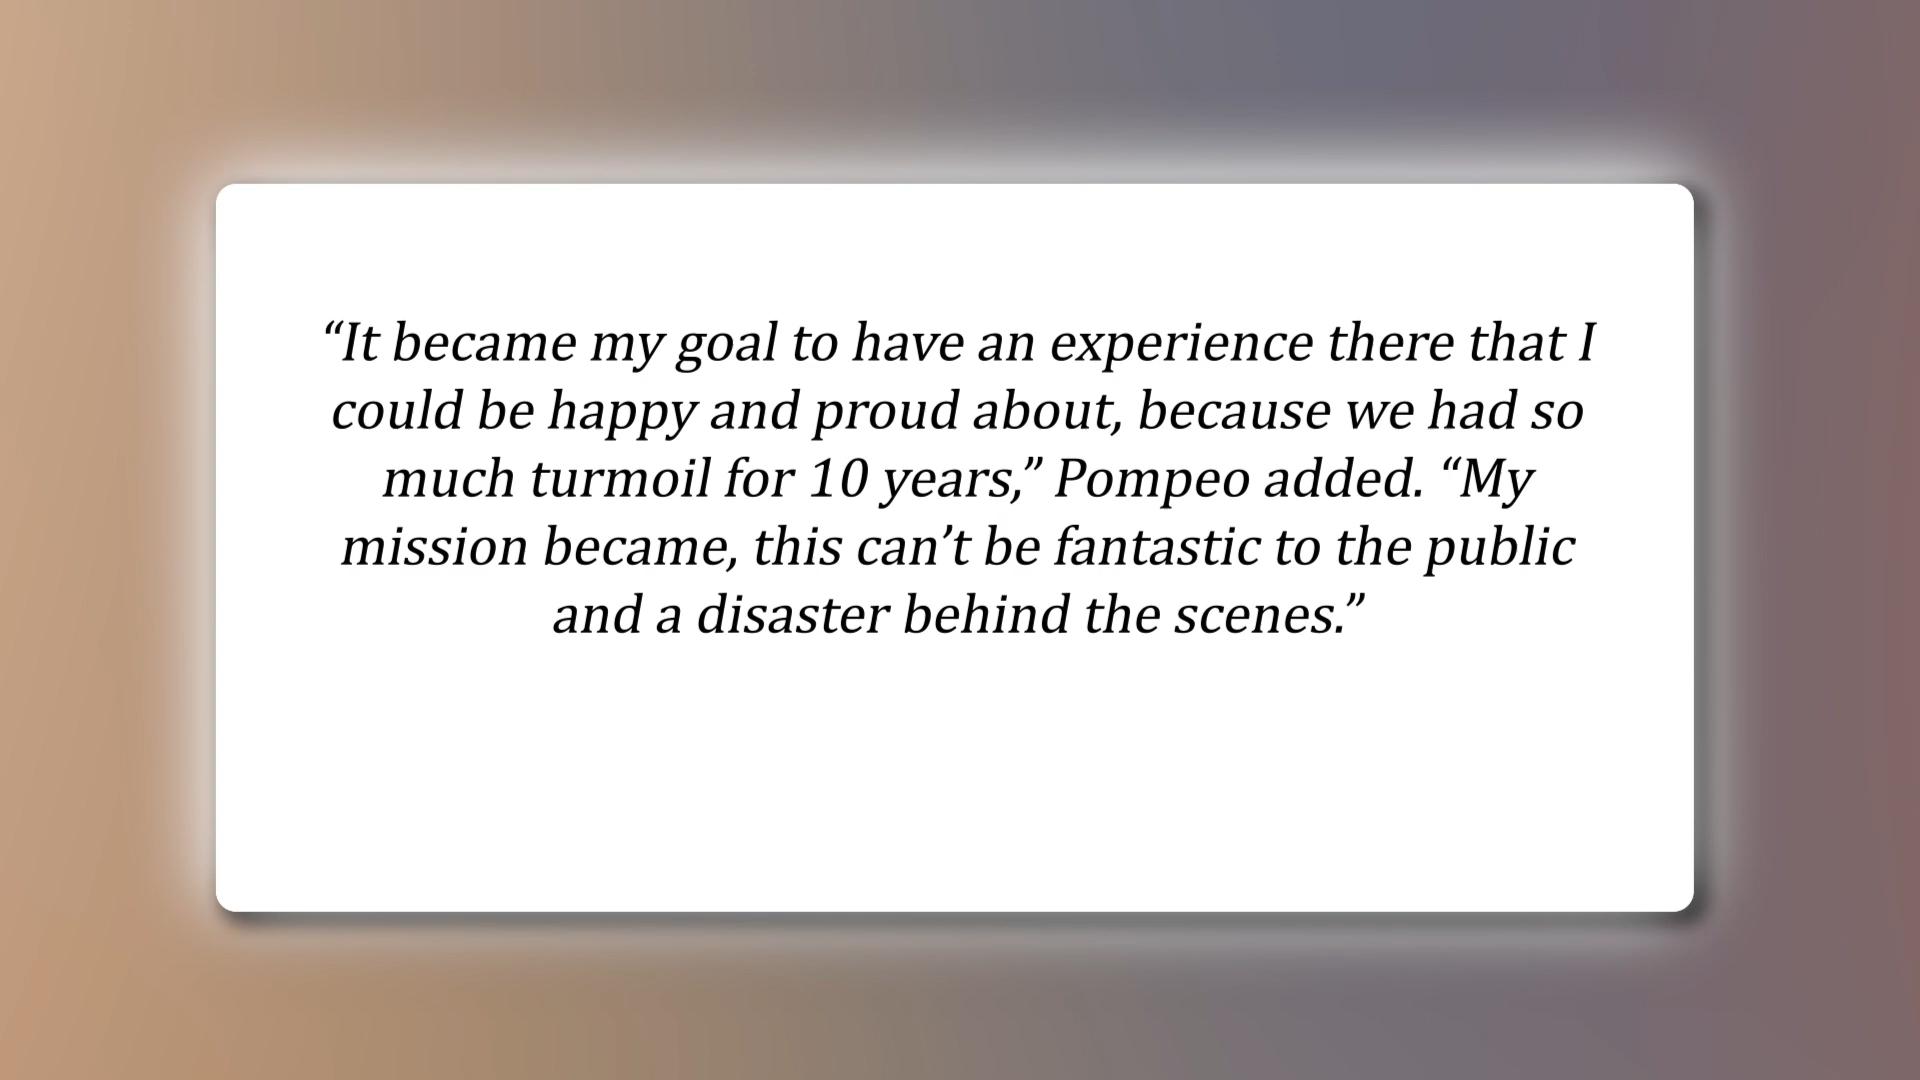 “It became my goal to have an experience there that I
could be happy and proud about, because we had so
much turmoil for 10 years,” Pompeo added. “My
mission became, this can’t be fantastic to the public
and a disaster behind the scenes.”